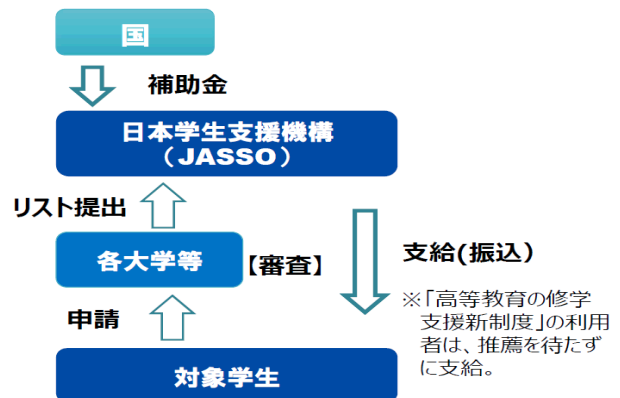 国
補助金
日本学生支援機構
（JASSO）
リスト提出
各大学等
【審査】
支給(振込）
※「高等教育の修学
支援新制度」の利用
者は、推薦を待たず
に支給。
申請
対象学生